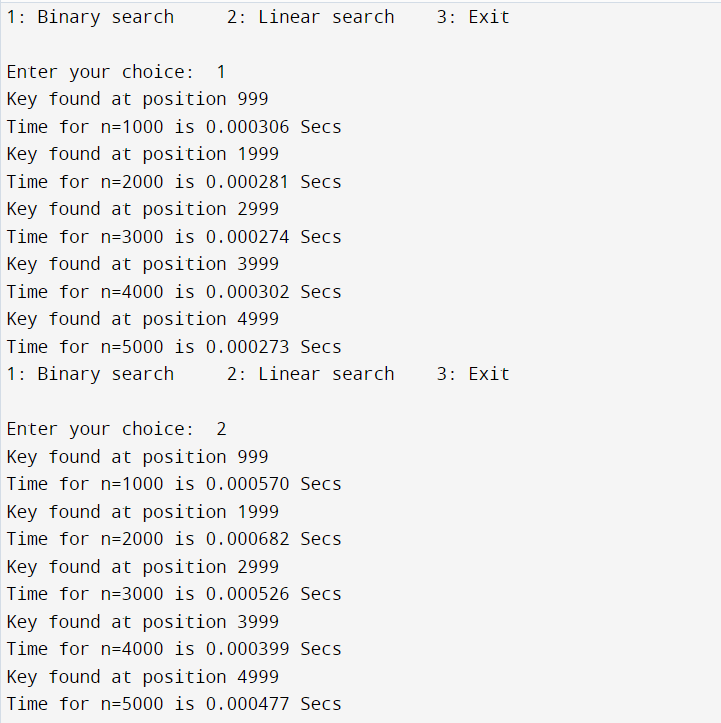 1: Binary search     2: Linear search    3: Exit
Enter your choice:  1
Key found at position 999
Time for n=1000 is 0.000306 Secs
Key found at position 1999
Time for n=2000 is 0.000281 Secs
Key found at position 2999
Time for n=3000 is 0.000274 Secs
Key found at position 3999
Time for n=4000 is 0.000302 Secs
Key found at position 4999
Time for n=5000 is 0.000273 Secs
1: Binary search     2: Linear search    3: Exit
Enter your choice:  2
Key found at position 999
Time for n=1000 is 0.000570 Secs
Key found at position 1999
Time for n=2000 is 0.000682 Secs
Key found at position 2999
Time for n=3000 is 0.000526 Secs
Key found at position 3999
Time for n=4000 is 0.000399 Secs
Key found at position 4999
Time for n=5000 is 0.000477 Secs